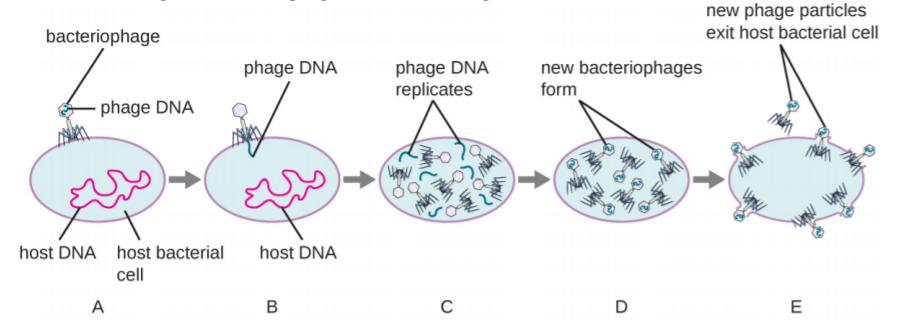 new phage particles
exit host bacterial cell
bacteriophage
phage DNA
phage DNA
phage DNA
replicates
new bacteriophages
form
host DNA
host bacterial
cell
host DNA
A
B
C
D
E